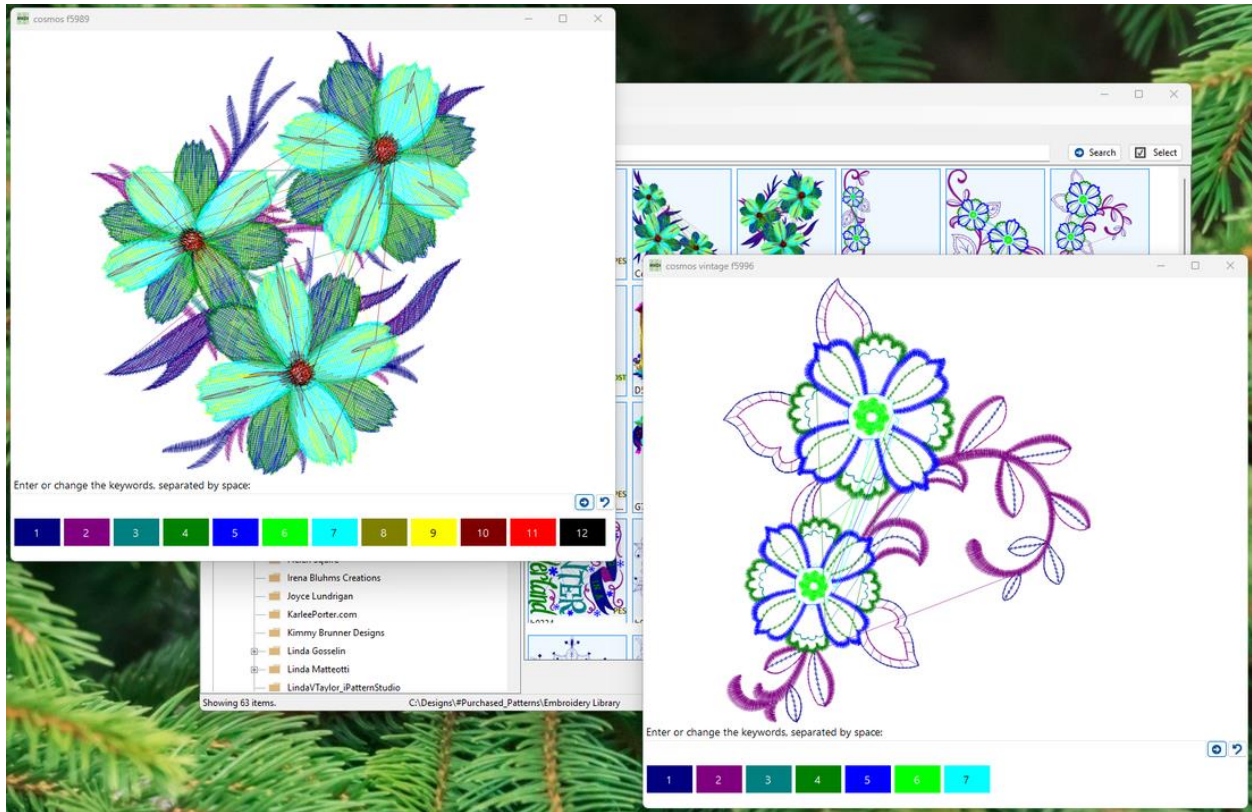 cosmos f5989
Enter or change the keywords, separated by space:
1 2 3 4 5 6 7 8 9 10 11 12
Search Select
cosmos vintage f5996
Enter or change the keywords, separated by space:
1 2 3 4 5 6 7
Irena Bluhms Creations
Joyce Lundrigan
KarleePorter.com
Kimmy Brunner Designs
Linda Gosselin
Linda Matteotti
LindaVTaylor_iPatternStudio
Showing 63 items. C:\Designs\#Purchased_Patterns\Embroidery Library